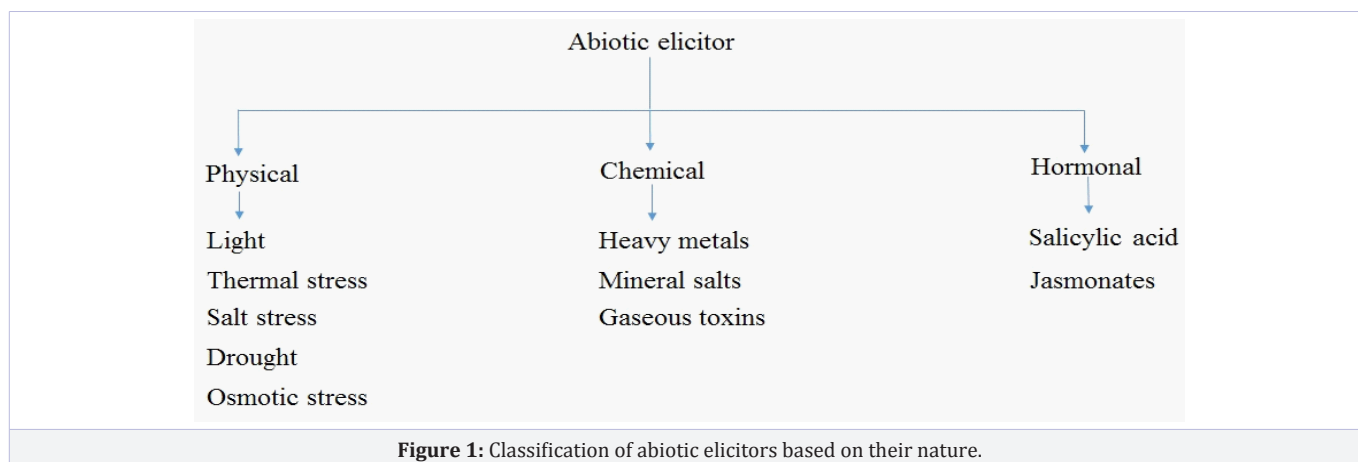 Abiotic elicitor
Physical
Chemical
Hormonal
Light
Thermal stress
Salt stress
Drought
Osmotic stress
Heavy metals
Mineral salts
Gaseous toxins
Salicylic acid
Jasmonates
Figure 1: Classification of abiotic elicitors based on their nature.